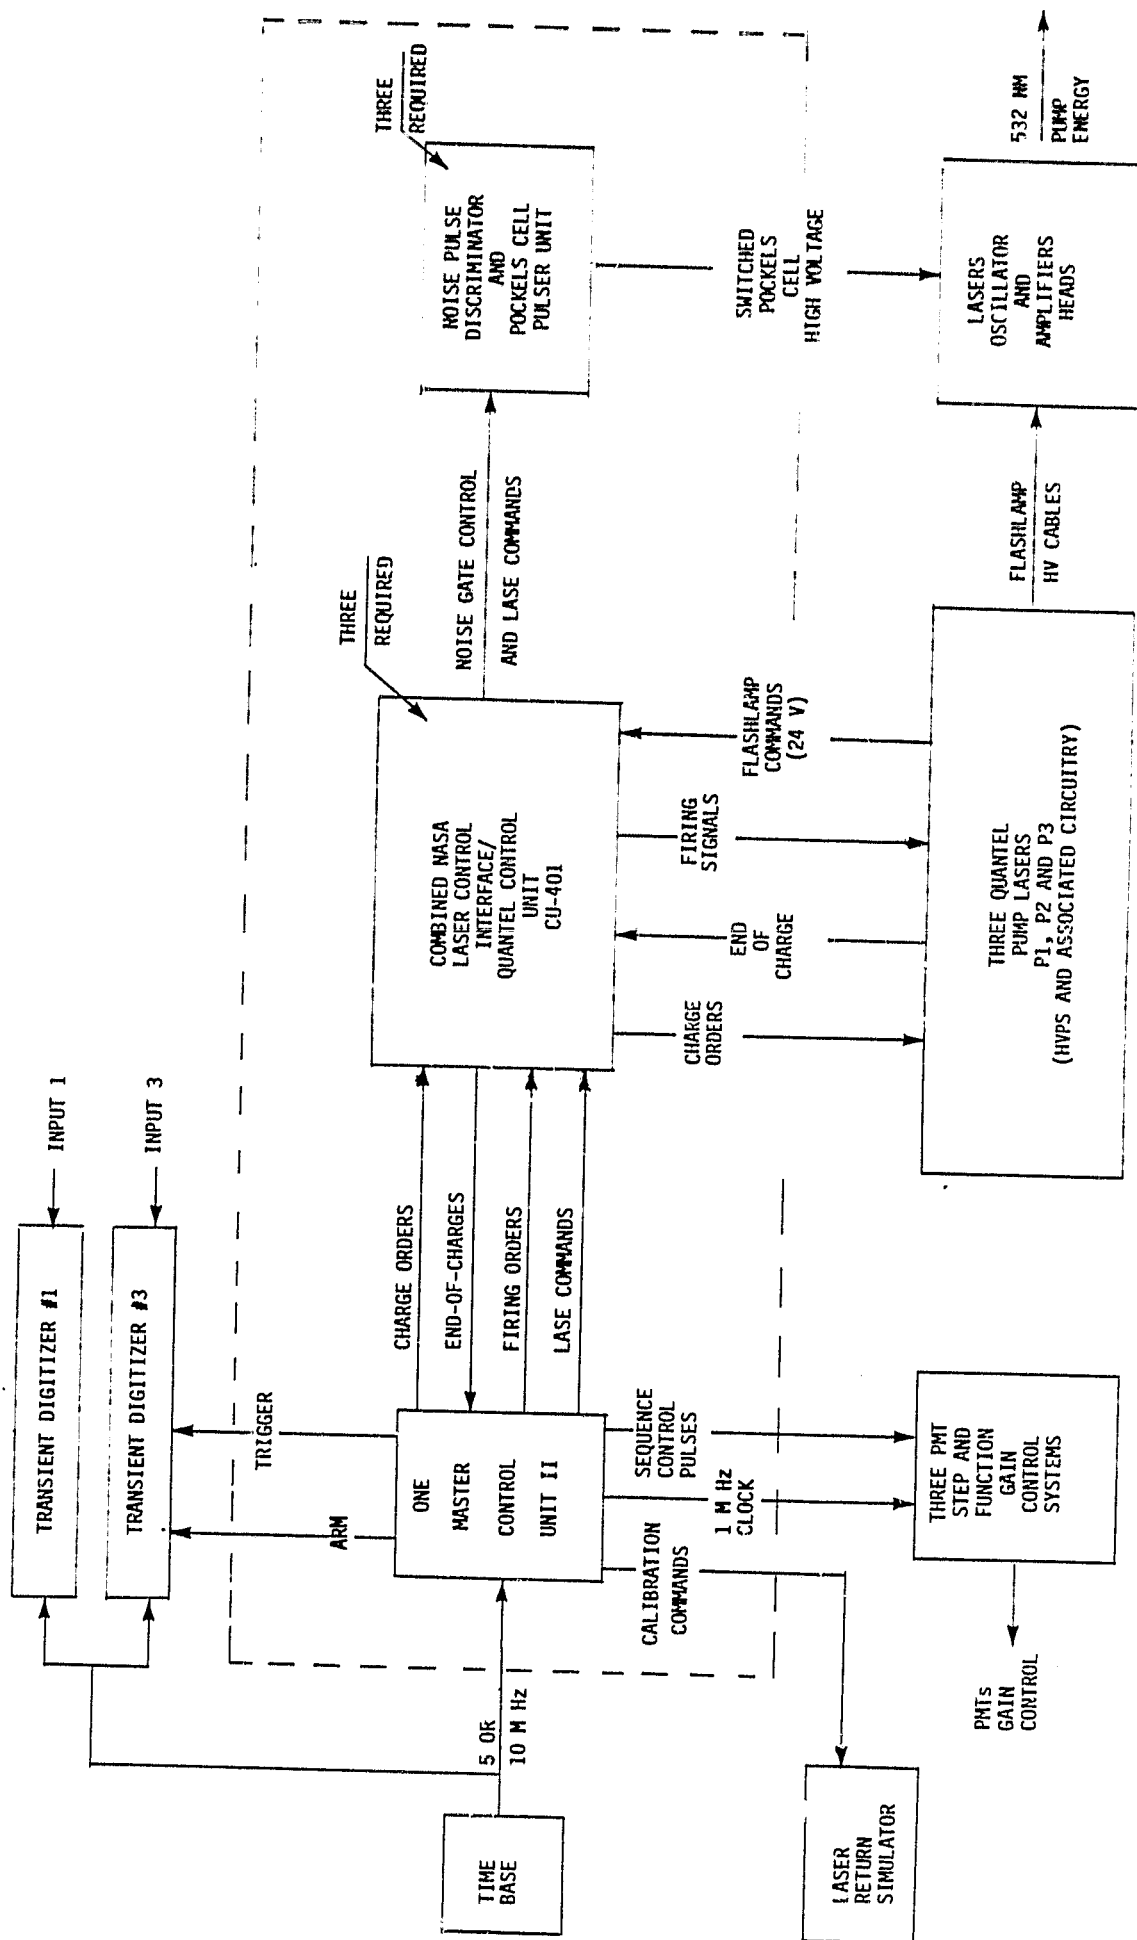 TRANSIENT DIGITIZER #1
INPUT 1
TRANSIENT DIGITIZER #3
INPUT 3
ARM
TRIGGER
TIME
BASE
5 OR
10 M Hz
ONE
MASTER
CONTROL
UNIT II
CHARGE ORDERS
END-OF-CHARGES
FIRING ORDERS
LASE COMMANDS
THREE
REQUIRED
COMBINED NASA
LASER CONTROL
INTERFACE/
QUANTEL CONTROL
UNIT
CU-401
NOISE GATE CONTROL
AND LASE COMMANDS
THREE
REQUIRED
NOISE PULSE
DISCRIMINATOR
AND
POCKELS CELL
PULSER UNIT
CALIBRATION
COMMANDS
1 M Hz
CLOCK
SEQUENCE
CONTROL
PULSES
CHARGE
ORDERS
END
OF
CHARGE
FIRING
SIGNALS
FLASHLAMP
COMMANDS
(24 V)
SWITCHED
POCKELS
CELL
HIGH VOLTAGE
LASER
RETURN
SIMULATOR
PMTs
GAIN
CONTROL
THREE PMT
STEP AND
FUNCTION
GAIN
CONTROL
SYSTEMS
THREE QUANTEL
PUMP LASERS
P1, P2 AND P3
(HVPS AND ASSOCIATED CIRCUITRY)
FLASHLAMP
HV CABLES
LASERS
OSCILLATOR
AND
AMPLIFIERS
HEADS
532 NM
PUMP
ENERGY